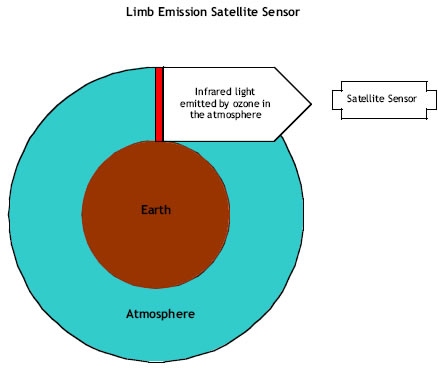 Limb Emission Satellite Sensor
Infrared light
emitted by ozone in
the atmosphere
Satellite Sensor
Earth
Atmosphere